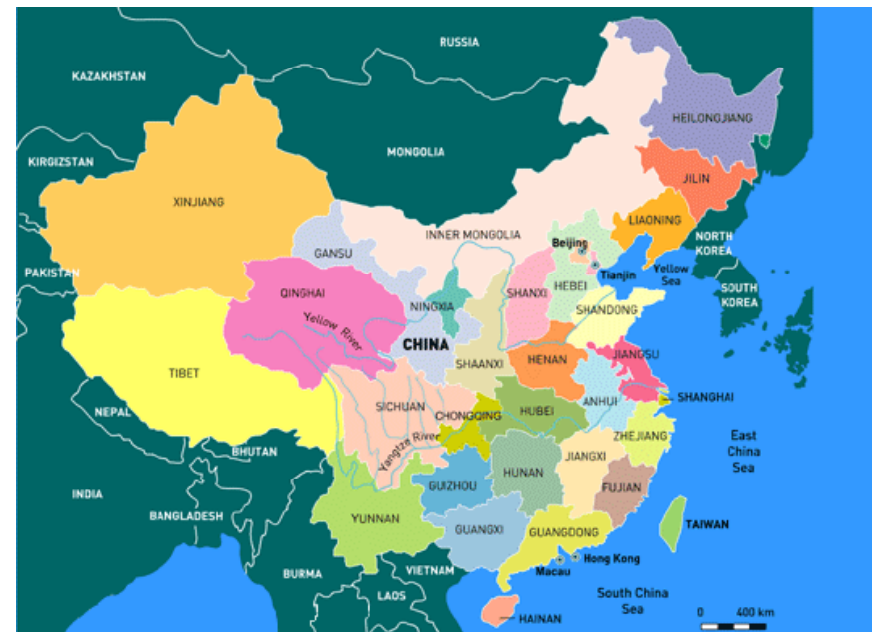 RUSSIA
KAZAKHSTAN
HEILONGJIANG
MONGOLIA
KIRGIZSTAN
JILIN
XINJIANG
LIAONING
INNER MONGOLIA
Beijing
NORTH
KOREA
GANSU
PAKISTAN
Tianjin
Yellow
Sea
QINGHAI
NINGXIA
SHANXI
HEBEI
SOUTH
KOREA
SHANDONG
Yellow River
CHINA
HENAN
JIANGSU
SHAANXI
TIBET
SHANGHAI
ANHUI
SICHUAN
CHONGQING
HUBEI
NEPAL
ZHEJIANG
East
China
Sea
Yangtze River
BHUTAN
JIANGXI
HUNAN
GUIZHOU
FUJIAN
INDIA
BANGLADESH
YUNNAN
GUANGXI
GUANGDONG
TAIWAN
Hong Kong
Macau
BURMA
VIETNAM
LAOS
South China
Sea
0 400 km
HAINAN